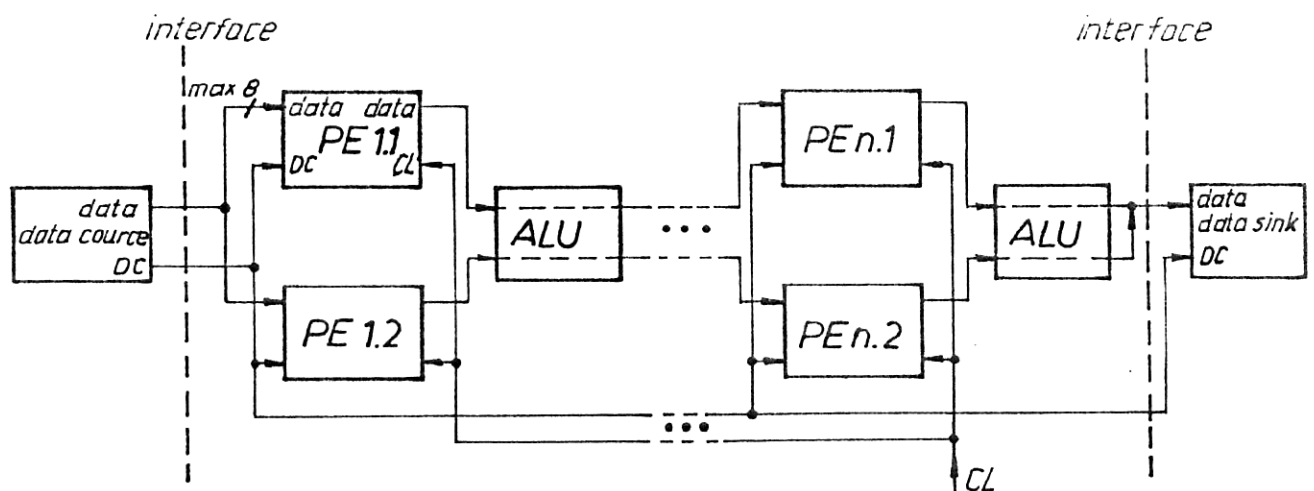 interface
interface
max 8
data data
PE 1.1
DC CL
PE n.1
data
data cource
DC
ALU
• • •
ALU
data
data sink
DC
PE 1.2
PE n.2
• • •
CL